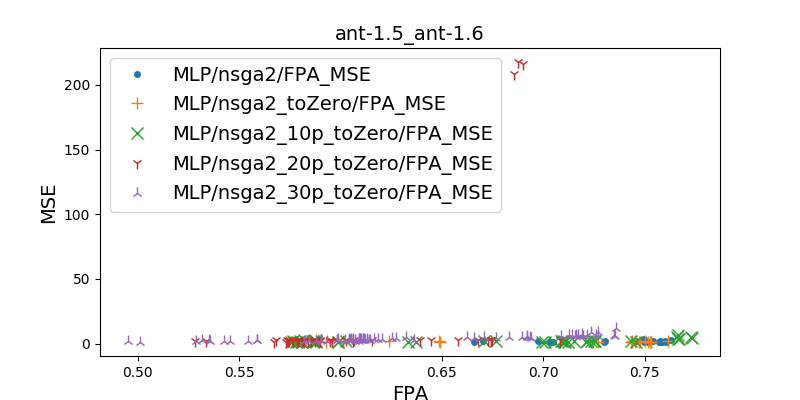 ant-1.5_ant-1.6
MLP/nsga2/FPA_MSE
MLP/nsga2_toZero/FPA_MSE
MLP/nsga2_10p_toZero/FPA_MSE
MLP/nsga2_20p_toZero/FPA_MSE
MLP/nsga2_30p_toZero/FPA_MSE
MSE
200
150
100
50
0
0.50 0.55 0.60 0.65 0.70 0.75
FPA